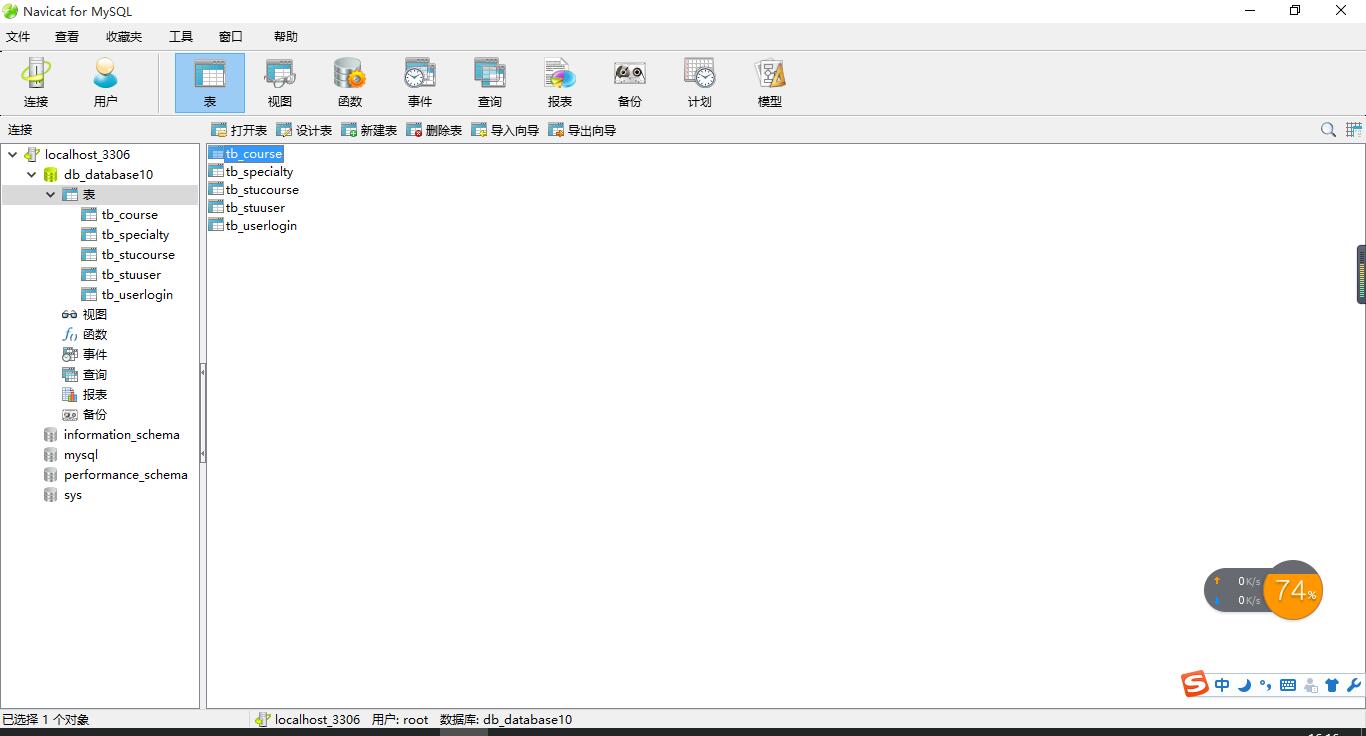 Navicat for MySQL
文件 查看 收藏夹 工具 窗口 帮助
连接 用户 表 视图 函数 事件 查询 报表 备份 计划 模型
连接 打开表 设计表 新建表 删除表 导入向导 导出向导
localhost_3306
db_database10
表
tb_course
tb_specialty
tb_stucourse
tb_stuuser
tb_userlogin
视图
函数
事件
查询
报表
备份
information_schema
mysql
performance_schema
sys
tb_course
tb_specialty
tb_stucourse
tb_stuuser
tb_userlogin
0K/s
0K/s
74%
中
已选择 1 个对象 localhost_3306 用户: root 数据库: db_database10